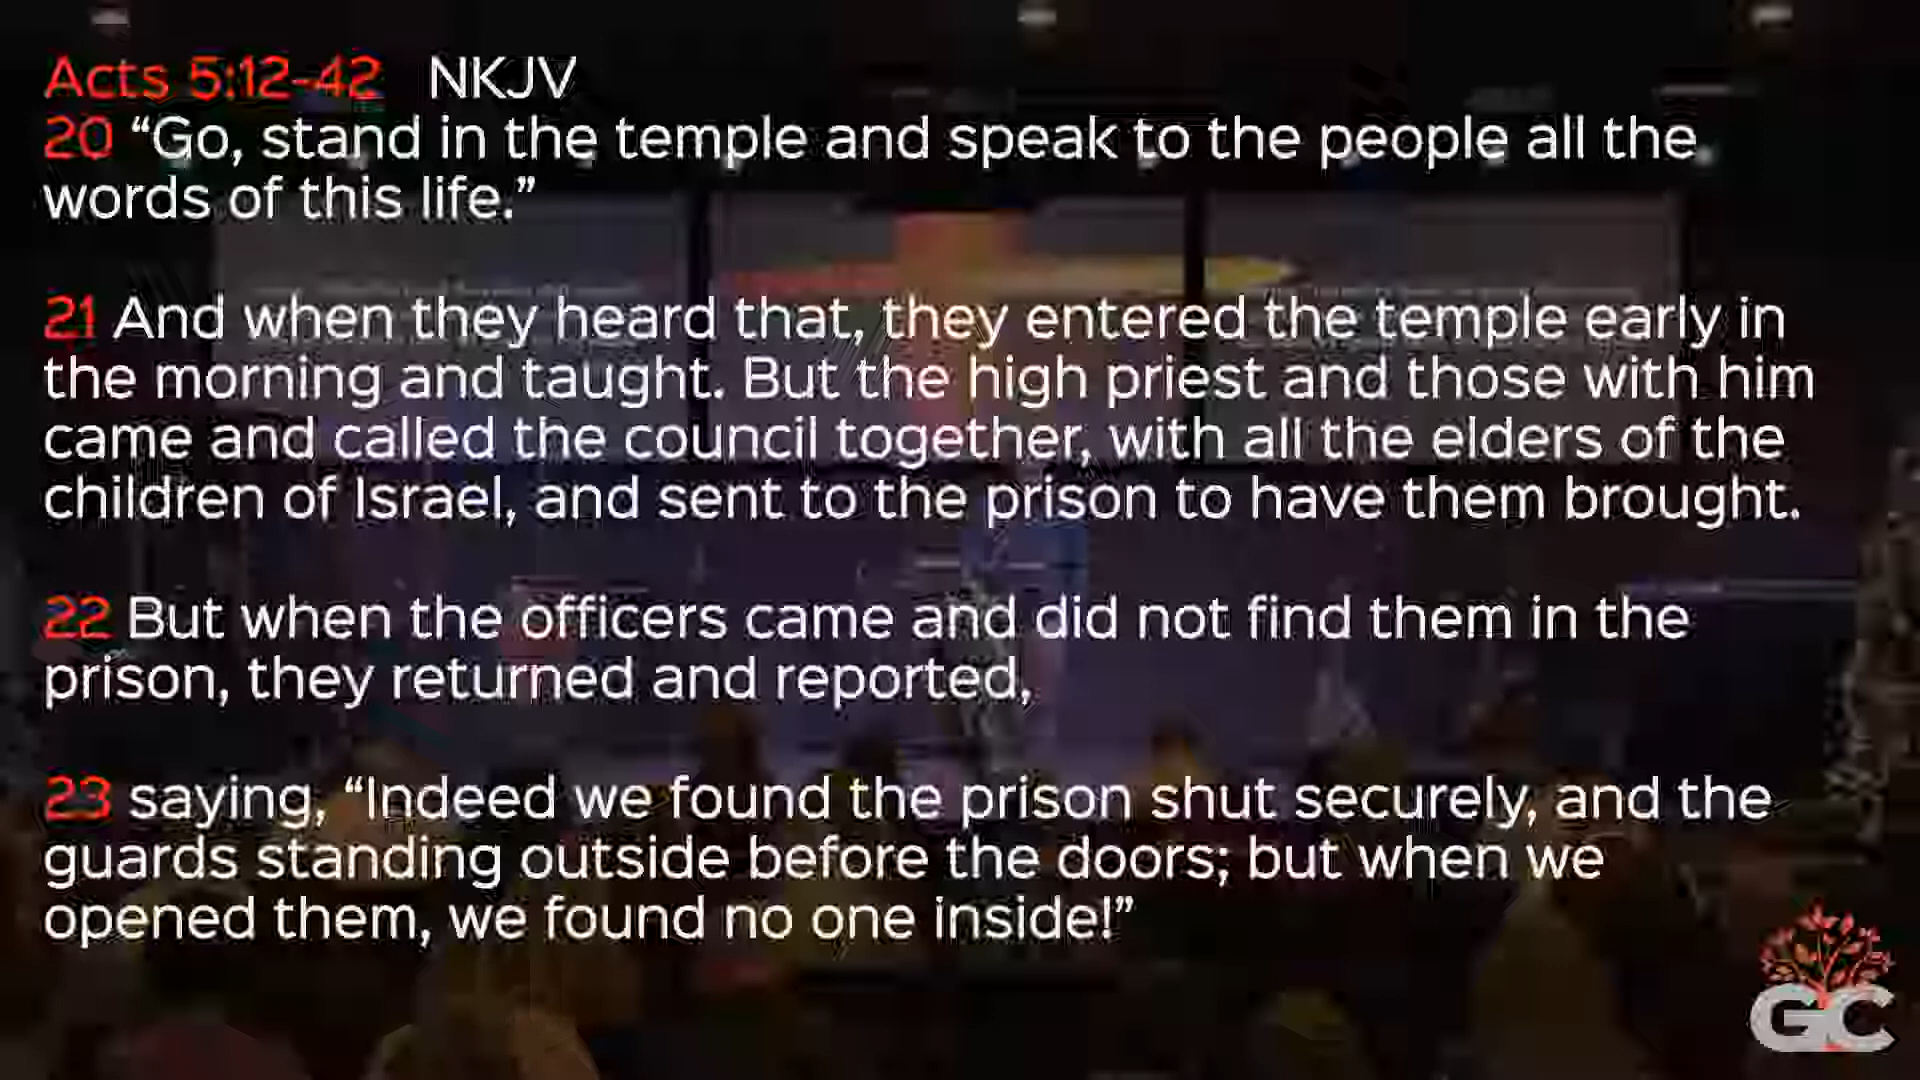 Acts 5:12-42 NKJV
20 “Go, stand in the temple and speak to the people all the
words of this life.”
21 And when they heard that, they entered the temple early in
the morning and taught. But the high priest and those with him
came and called the council together, with all the elders of the
children of Israel, and sent to the prison to have them brought.
22 But when the officers came and did not find them in the
prison, they returned and reported,
23 saying, “Indeed we found the prison shut securely, and the
guards standing outside before the doors; but when we
opened them, we found no one inside!”
GC